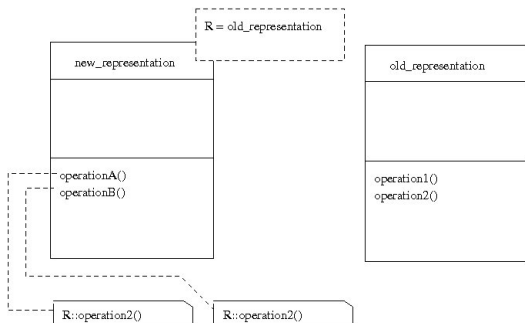 R = old_representation
new_representation
old_representation
operationA()
operationB()
operation1()
operation2()
R::operation2()
R::operation2()